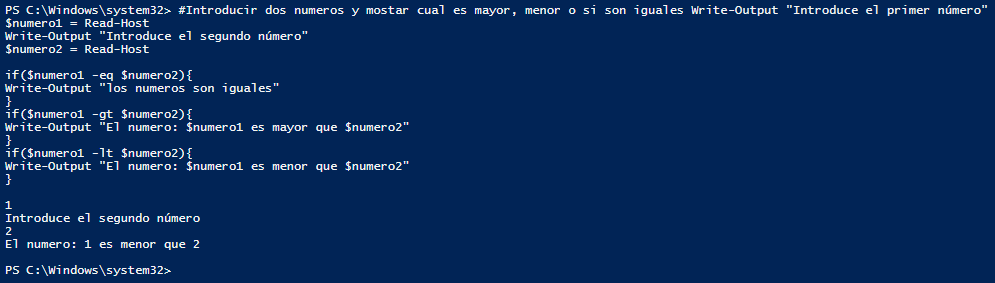 PS C:\Windows\system32> #Introducir dos numeros y mostar cual es mayor, menor o si son iguales Write-Output "Introduce el primer número"
$numero1 = Read-Host
Write-Output "Introduce el segundo número"
$numero2 = Read-Host
if($numero1 -eq $numero2){
Write-Output "los numeros son iguales"
}
if($numero1 -gt $numero2){
Write-Output "El numero: $numero1 es mayor que $numero2"
}
if($numero1 -lt $numero2){
Write-Output "El numero: $numero1 es menor que $numero2"
}
1
Introduce el segundo número
2
El numero: 1 es menor que 2
PS C:\Windows\system32>